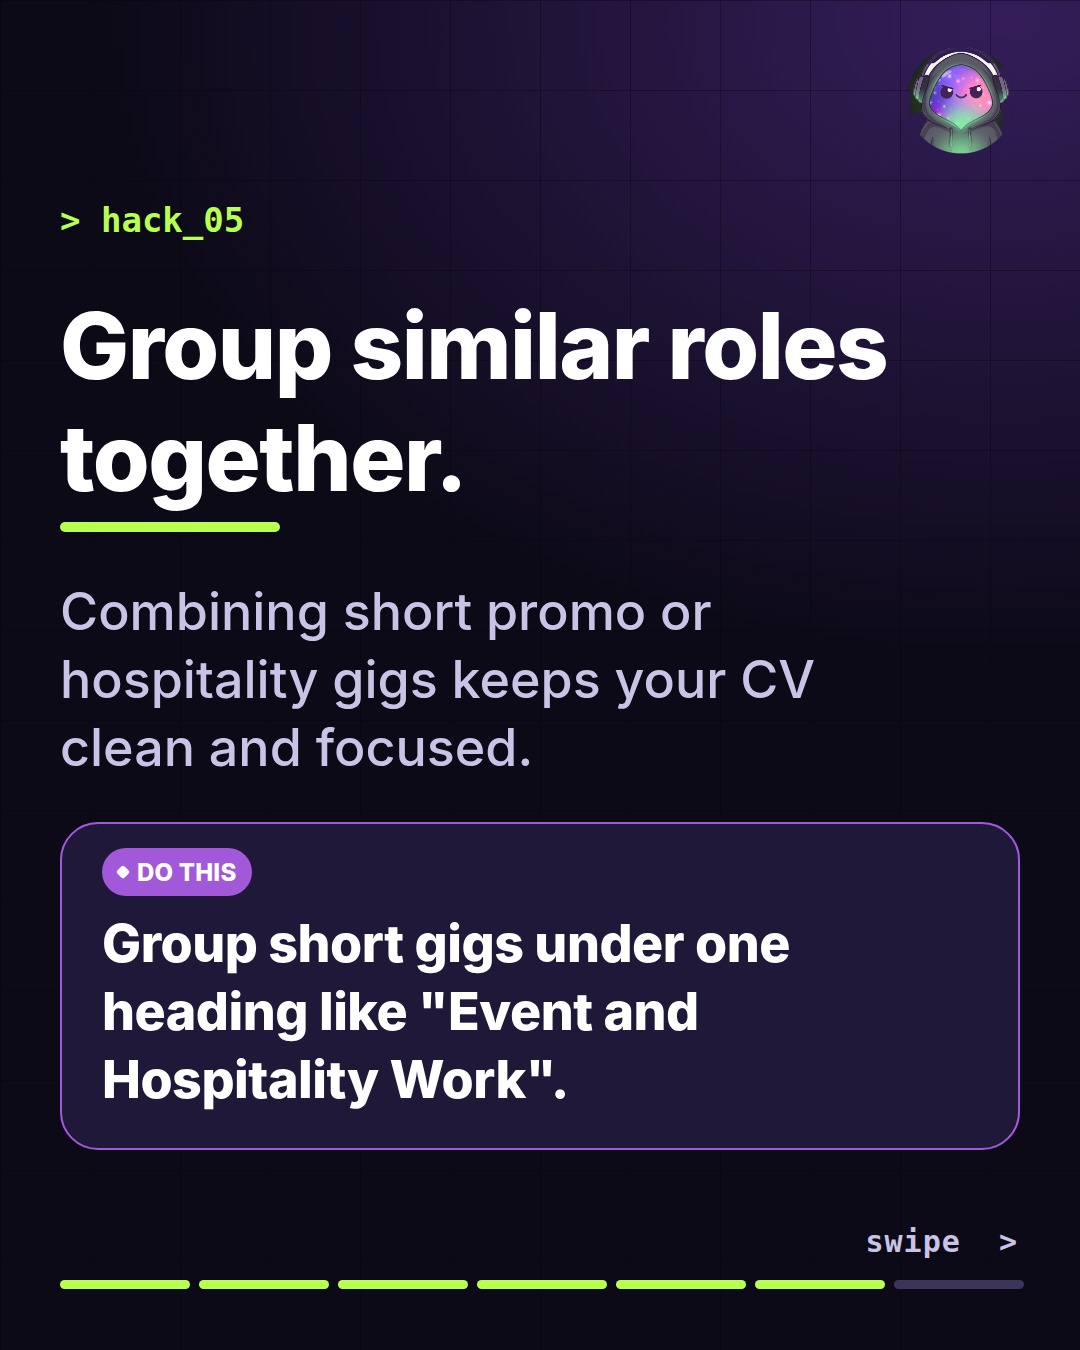 > hack_05
Group similar roles
together.
Combining short promo or
hospitality gigs keeps your CV
clean and focused.
DO THIS
Group short gigs under one
heading like "Event and
Hospitality Work".
swipe >